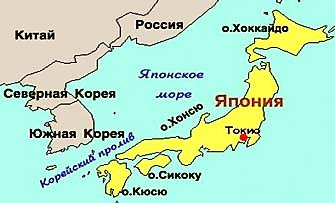 Россия
о.Хоккайдо
Китай
Японское
море
Северная Корея
о.Хонсю
Япония
Южная Корея
Токио
Корейский пролив
о.Сикоку
о.Кюсю